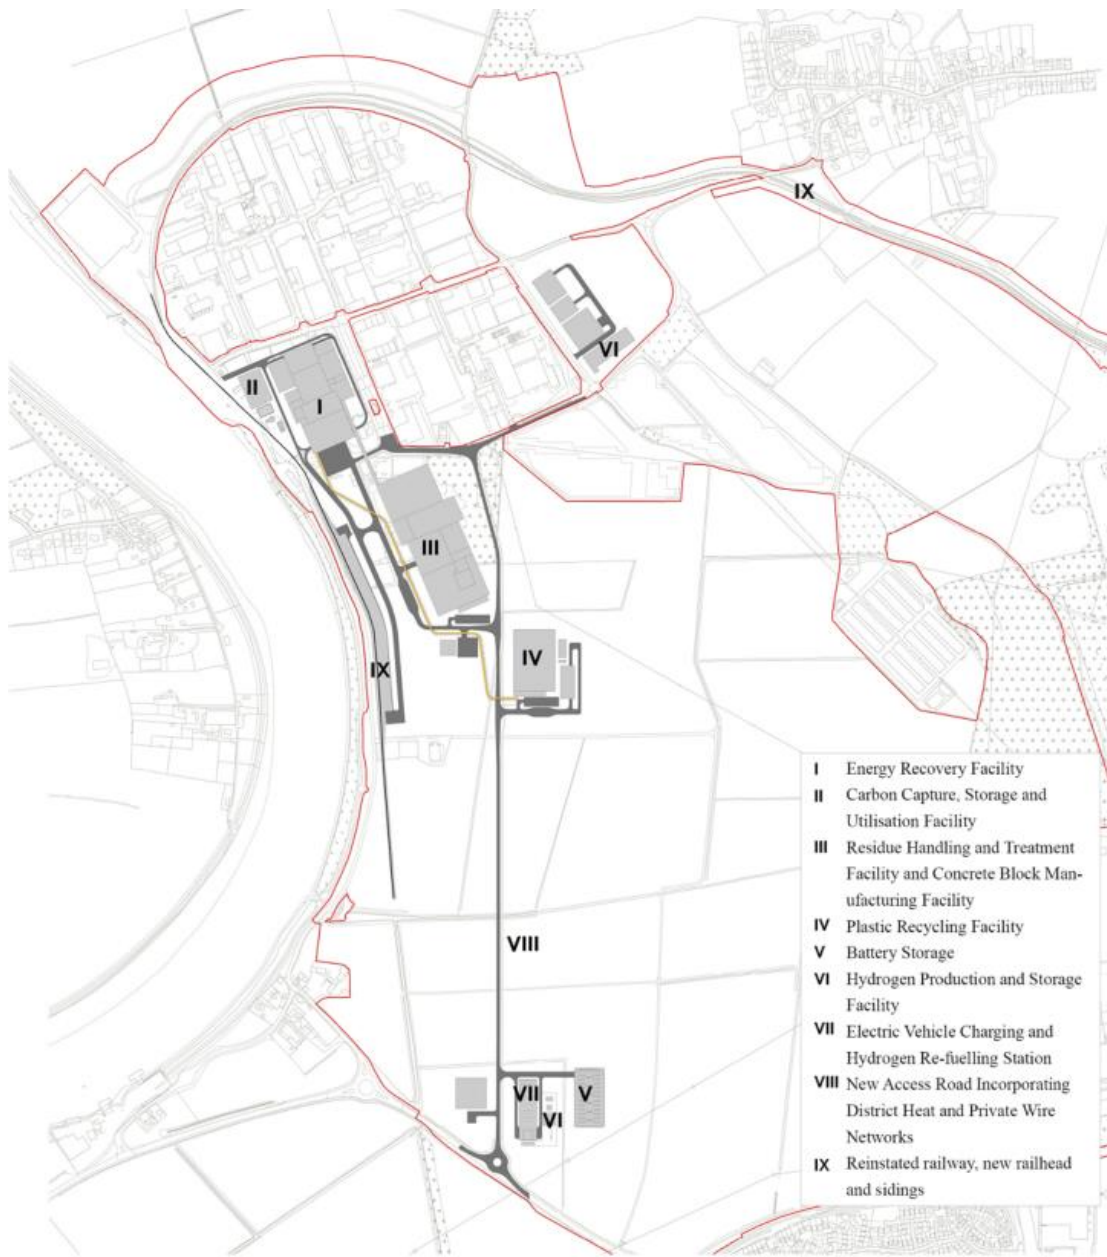 IX
VI
II
I
III
IX
IV
VIII
VII
VI
V
I Energy Recovery Facility
II Carbon Capture, Storage and
Utilisation Facility
III Residue Handling and Treatment
Facility and Concrete Block Man-
ufacturing Facility
IV Plastic Recycling Facility
V Battery Storage
VI Hydrogen Production and Storage
Facility
VII Electric Vehicle Charging and
Hydrogen Re-fuelling Station
VIII New Access Road Incorporating
District Heat and Private Wire
Networks
IX Reinstated railway, new railhead
and sidings